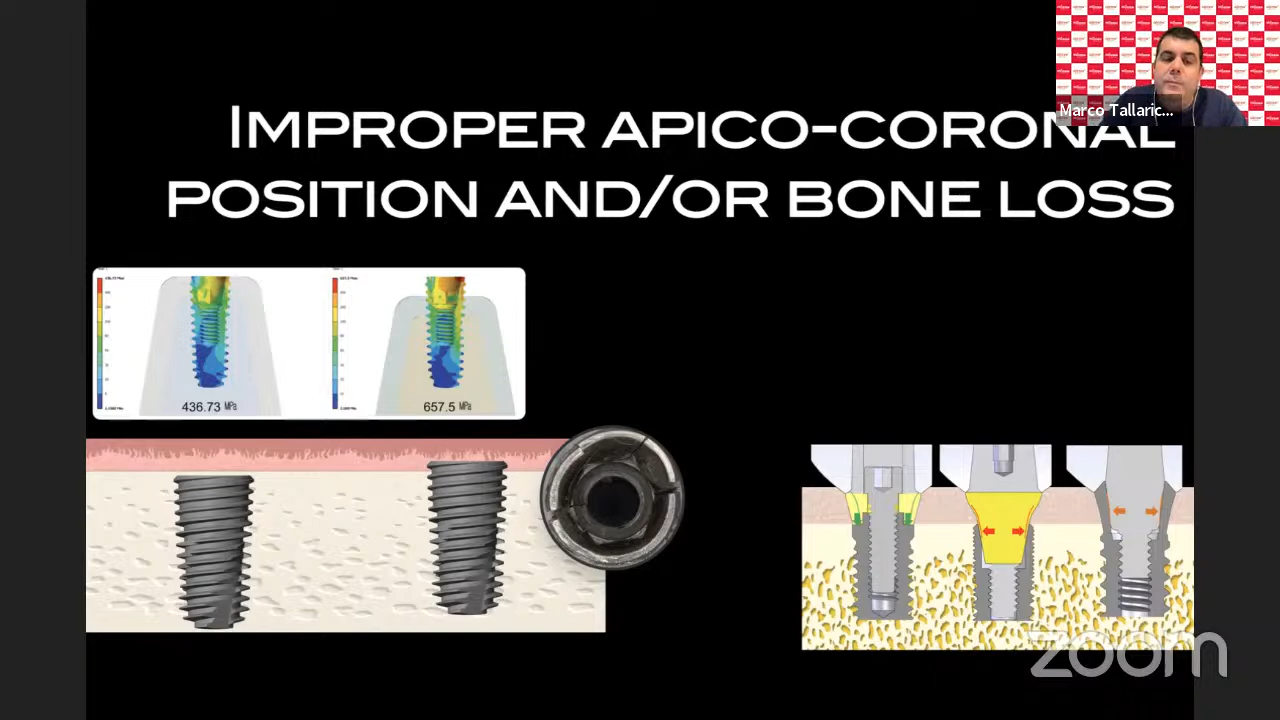 Marco Tallaric...
IMPROPER APICO-CORONAL
POSITION AND/OR BONE LOSS
436.73 MPa
657.5 MPa
zoom